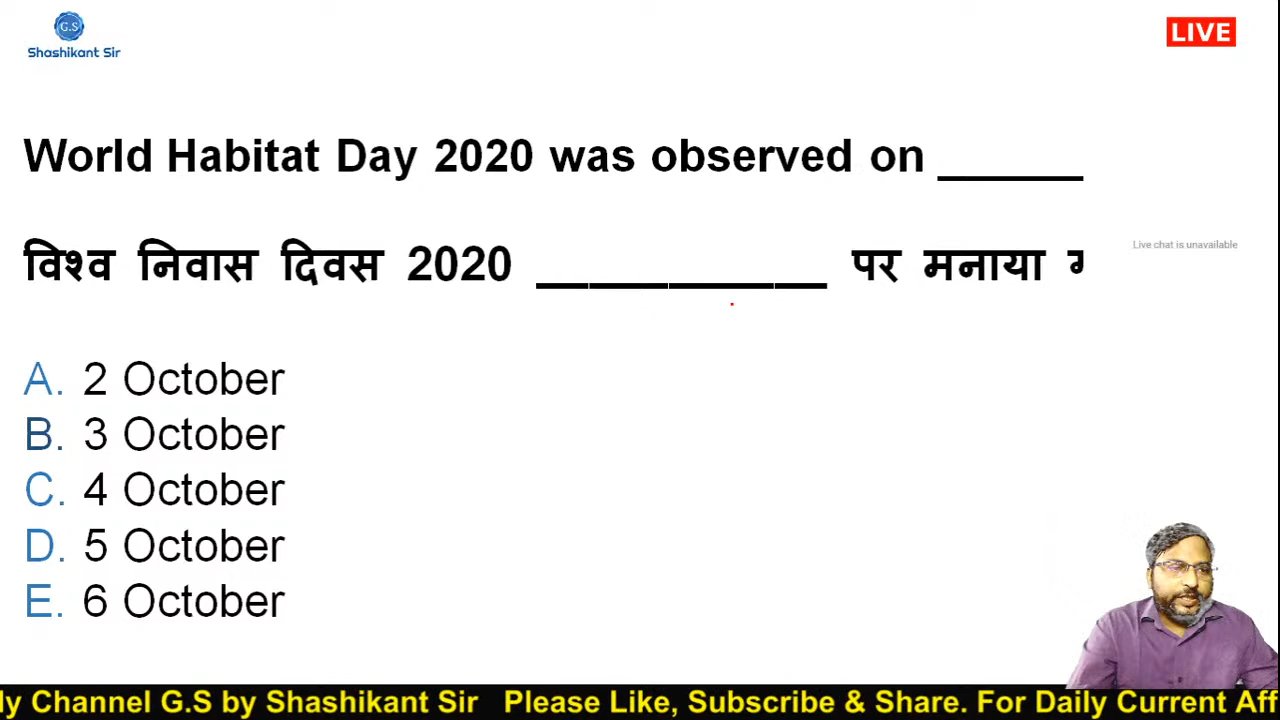 G.S
Shashikant Sir
LIVE
World Habitat Day 2020 was observed on ______
Live chat is unavailable
विश्व निवास दिवस 2020 ___________ पर मनाया
A. 2 October
B. 3 October
C. 4 October
D. 5 October
E. 6 October
ly Channel G.S by Shashikant Sir Please Like, Subscribe & Share. For Daily Current Aff